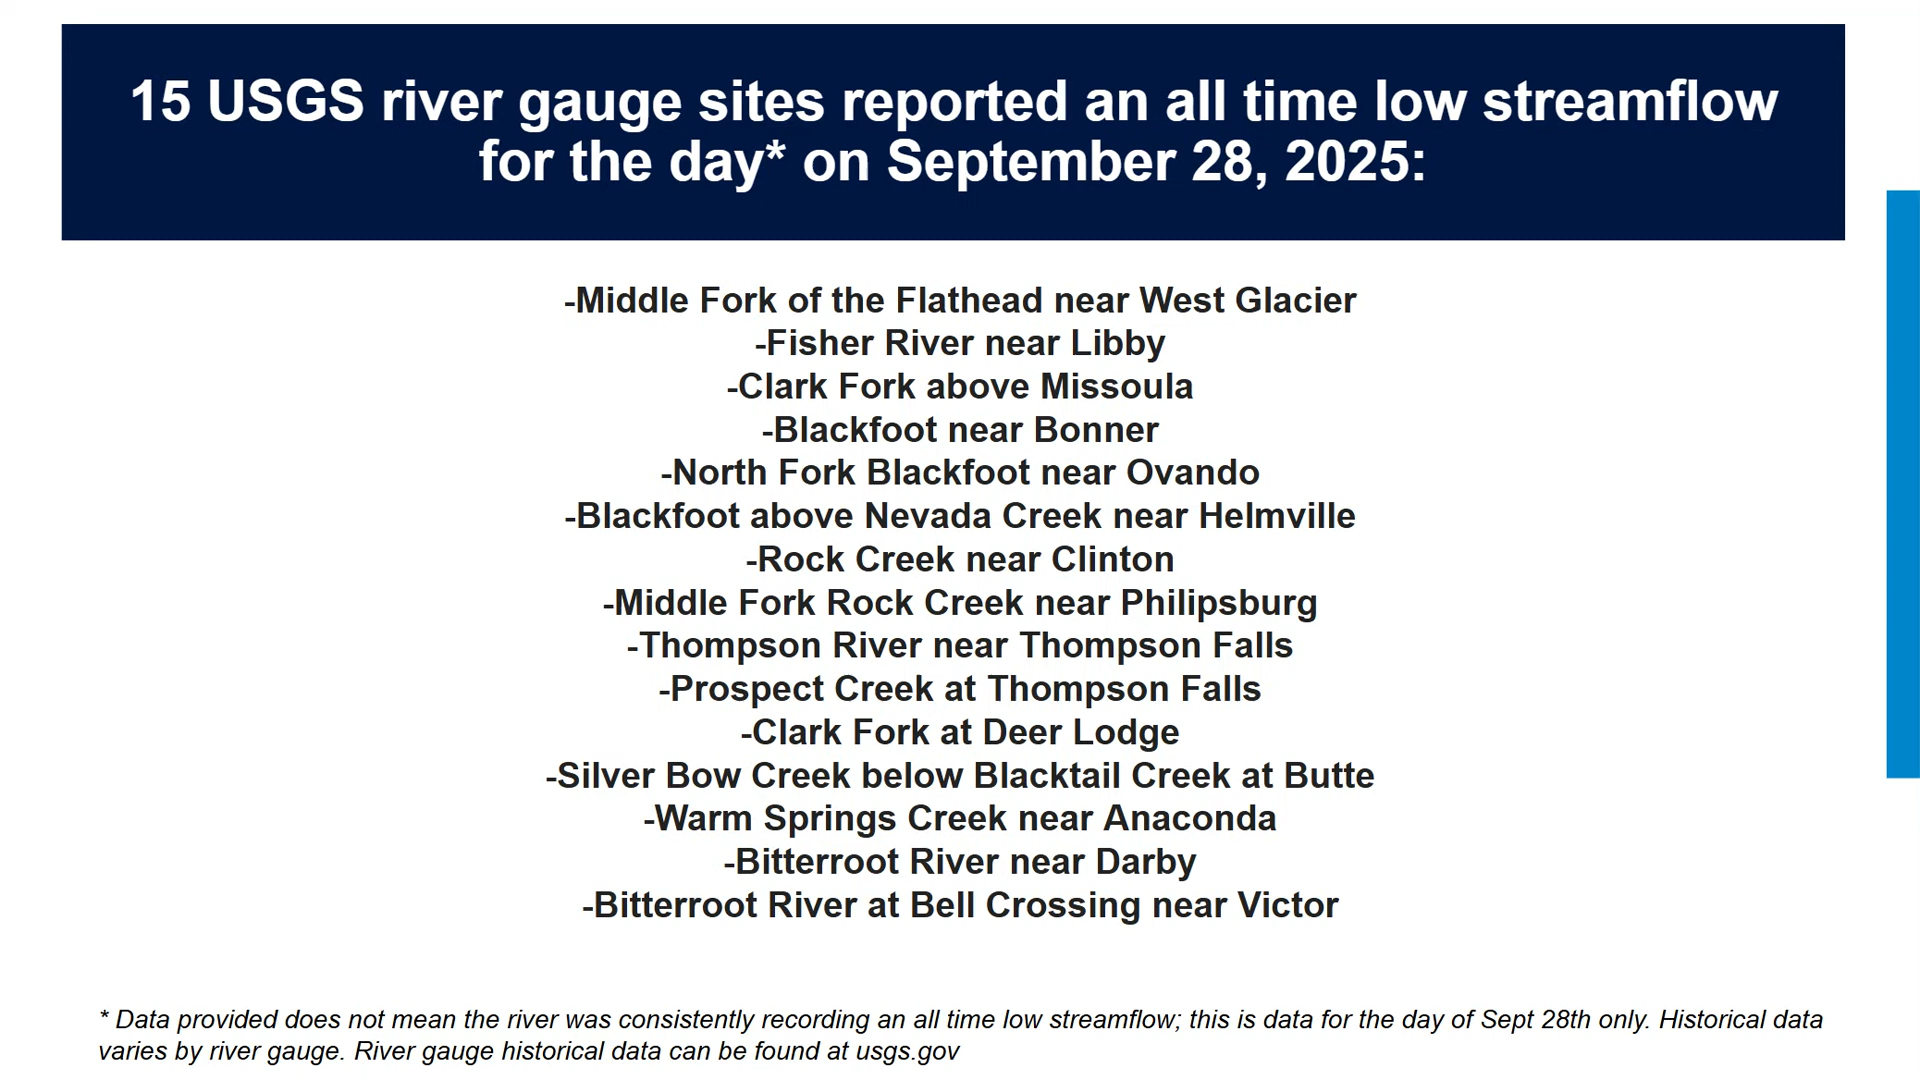 15 USGS river gauge sites reported an all time low streamflow
for the day* on September 28, 2025:
-Middle Fork of the Flathead near West Glacier
-Fisher River near Libby
-Clark Fork above Missoula
-Blackfoot near Bonner
-North Fork Blackfoot near Ovando
-Blackfoot above Nevada Creek near Helmville
-Rock Creek near Clinton
-Middle Fork Rock Creek near Philipsburg
-Thompson River near Thompson Falls
-Prospect Creek at Thompson Falls
-Clark Fork at Deer Lodge
-Silver Bow Creek below Blacktail Creek at Butte
-Warm Springs Creek near Anaconda
-Bitterroot River near Darby
-Bitterroot River at Bell Crossing near Victor
* Data provided does not mean the river was consistently recording an all time low streamflow; this is data for the day of Sept 28th only. Historical data
varies by river gauge. River gauge historical data can be found at usgs.gov